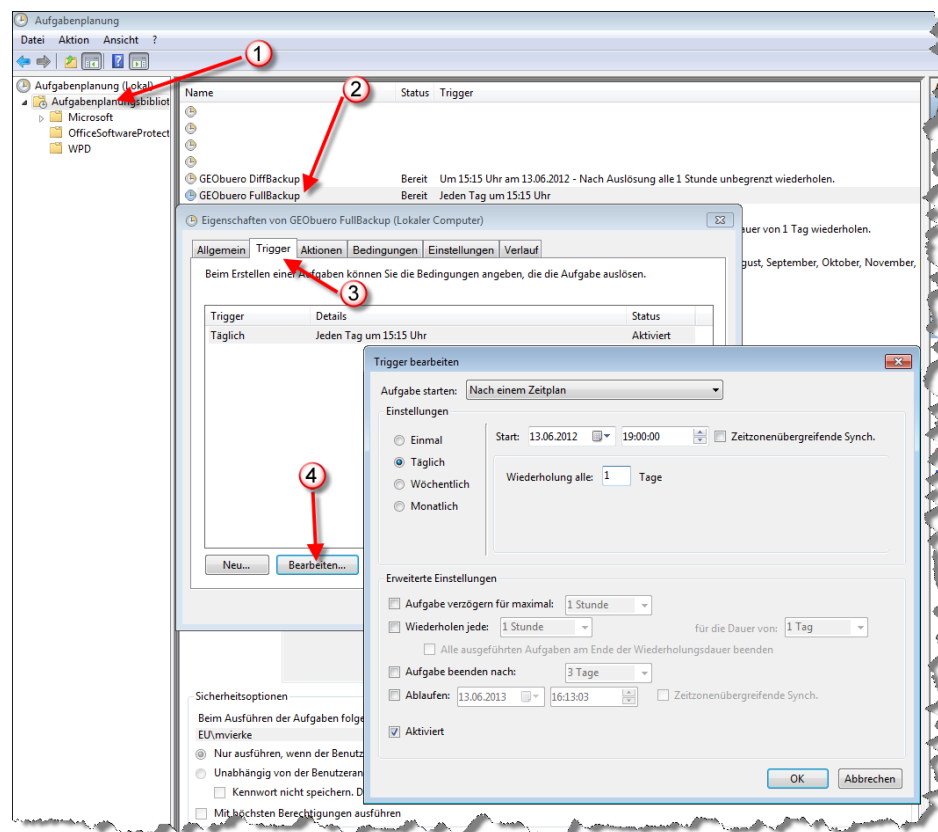 Aufgabenplanung
Datei Aktion Ansicht ?
1
Aufgabenplanung (Lokal)
Aufgabenplanungsbibliot
Microsoft
OfficeSoftwareProtect
WPD
2
Name Status Trigger
GEObuero DiffBackup Bereit Um 15:15 Uhr am 13.06.2012 - Nach Auslösung alle 1 Stunde unbegrenzt wiederholen.
GEObuero FullBackup Bereit Jeden Tag um 15:15 Uhr
auer von 1 Tag wiederholen.
gust, September, Oktober, November,
Eigenschaften von GEObuero FullBackup (Lokaler Computer)
Allgemein Trigger Aktionen Bedingungen Einstellungen Verlauf
Beim Erstellen einer Aufgaben können Sie die Bedingungen angeben, die die Aufgabe auslösen.
3
Trigger Details Status
Täglich Jeden Tag um 15:15 Uhr Aktiviert
4
Neu... Bearbeiten...
Trigger bearbeiten
Aufgabe starten: Nach einem Zeitplan
Einstellungen
Einmal
Täglich
Wöchentlich
Monatlich
Start: 13.06.2012 19:00:00 Zeitzonenübergreifende Synch.
Wiederholung alle: 1 Tage
Erweiterte Einstellungen
Aufgabe verzögern für maximal: 1 Stunde
Wiederholen jede: 1 Stunde für die Dauer von: 1 Tag
Alle ausgeführten Aufgaben am Ende der Wiederholungsdauer beenden
Aufgabe beenden nach: 3 Tage
Ablaufen: 13.06.2013 16:13:03 Zeitzonenübergreifende Synch.
Aktiviert
OK Abbrechen
Sicherheitsoptionen
Beim Ausführen der Aufgaben folge
EU\mvierke
Nur ausführen, wenn der Benutz
Unabhängig von der Benutzeran
Kennwort nicht speichern. D
Mit höchsten Berechtigungen ausführen